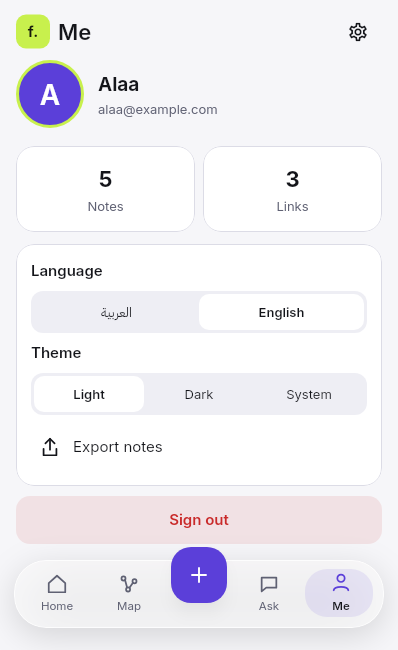 f. Me
A
Alaa
alaa@example.com
5
Notes
3
Links
Language
العربية English
Theme
Light Dark System
Export notes
Sign out
Home Map Ask Me